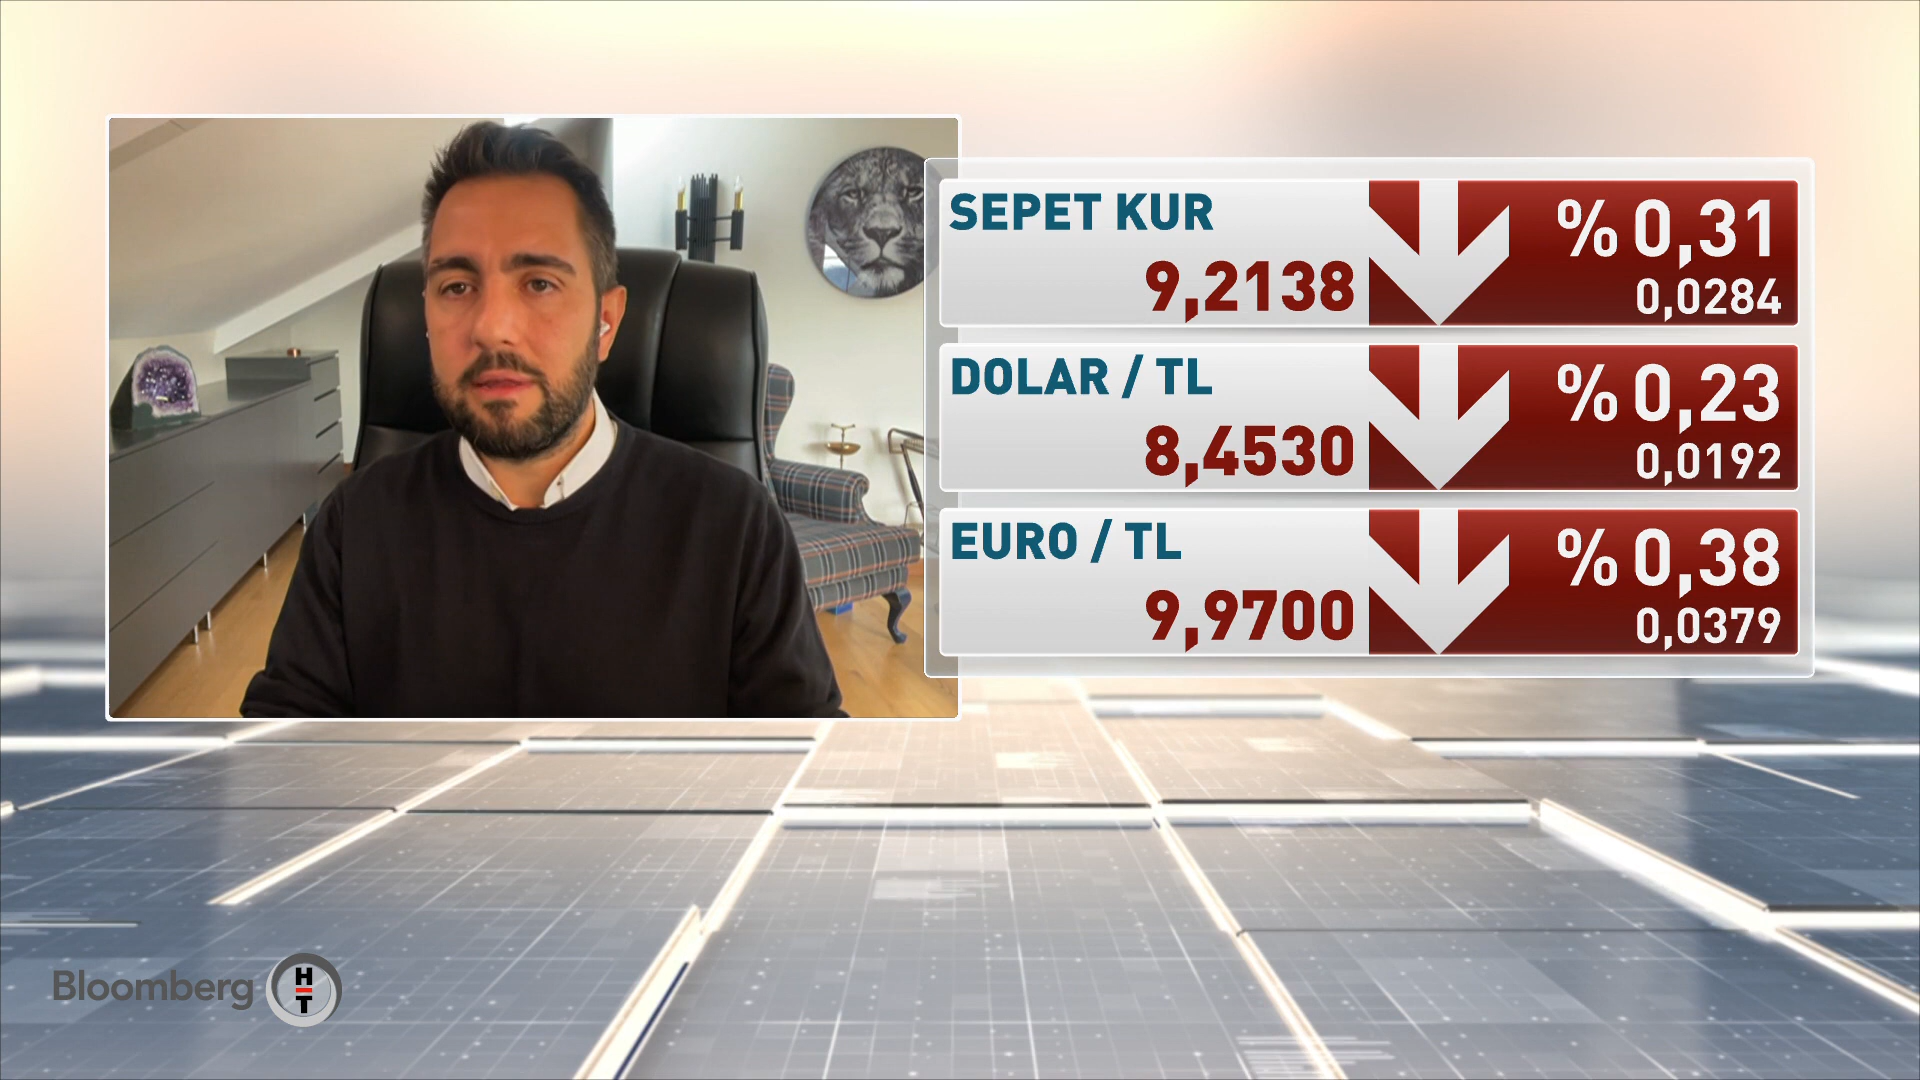 SEPET KUR
9,2138
% 0,31
0,0284
DOLAR / TL
8,4530
% 0,23
0,0192
EURO / TL
9,9700
% 0,38
0,0379
Bloomberg HT